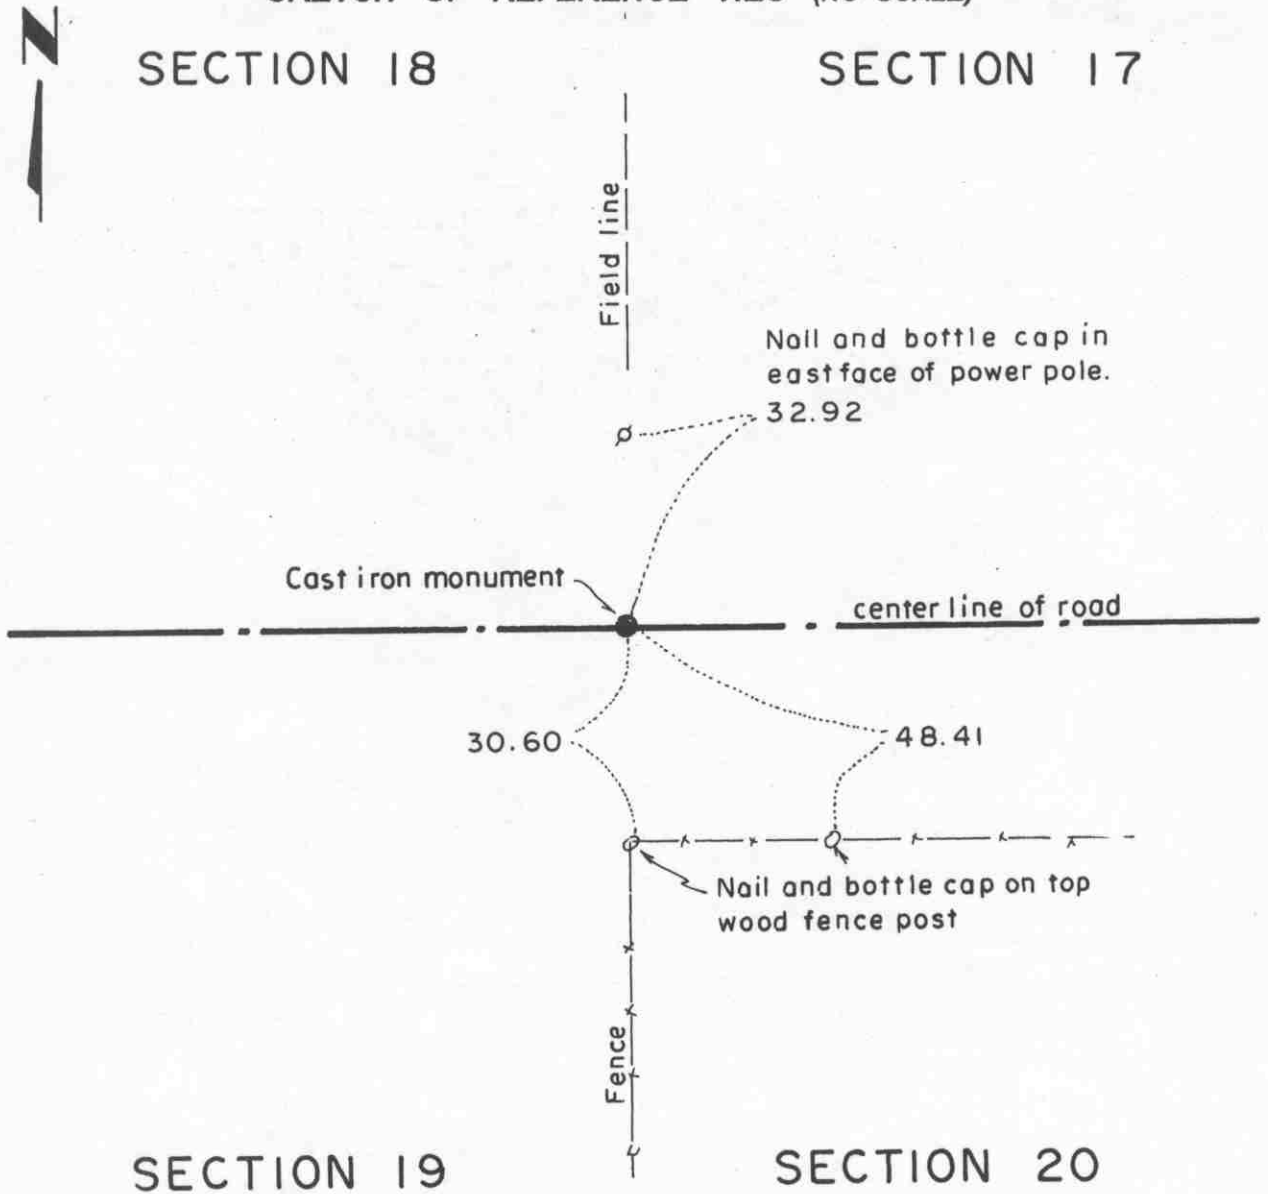 N
SECTION 18
SECTION 17
Field line
Nail and bottle cap in
east face of power pole.
32.92
Cast iron monument
center line of road
30.60
48.41
Nail and bottle cap on top
wood fence post
Fence
SECTION 19
SECTION 20